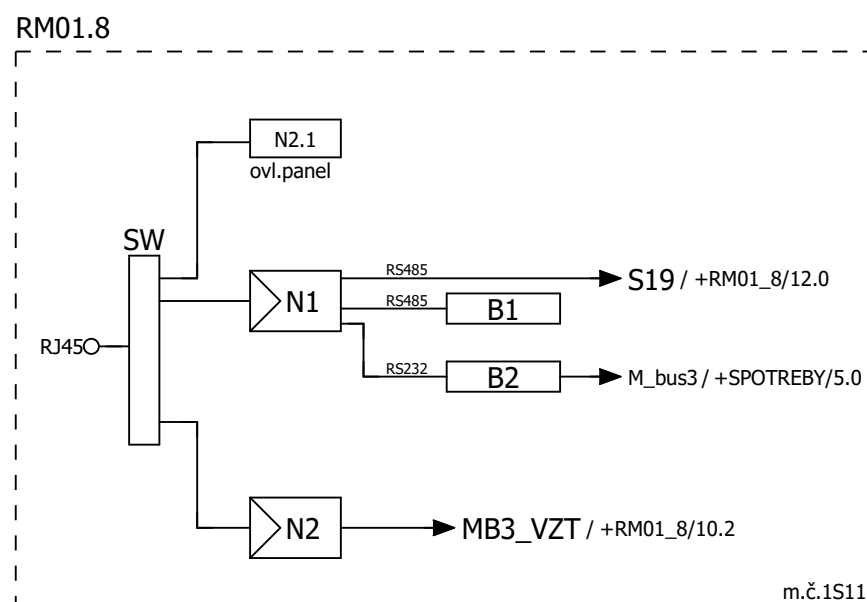 RM01.8
N2.1
ovl.panel
SW
RS485
S19 / +RM01_8/12.0
N1
RS485
B1
RJ45
RS232
B2
M_bus3 / +SPOTREBY/5.0
N2
MB3_VZT / +RM01_8/10.2
m.č.1S11